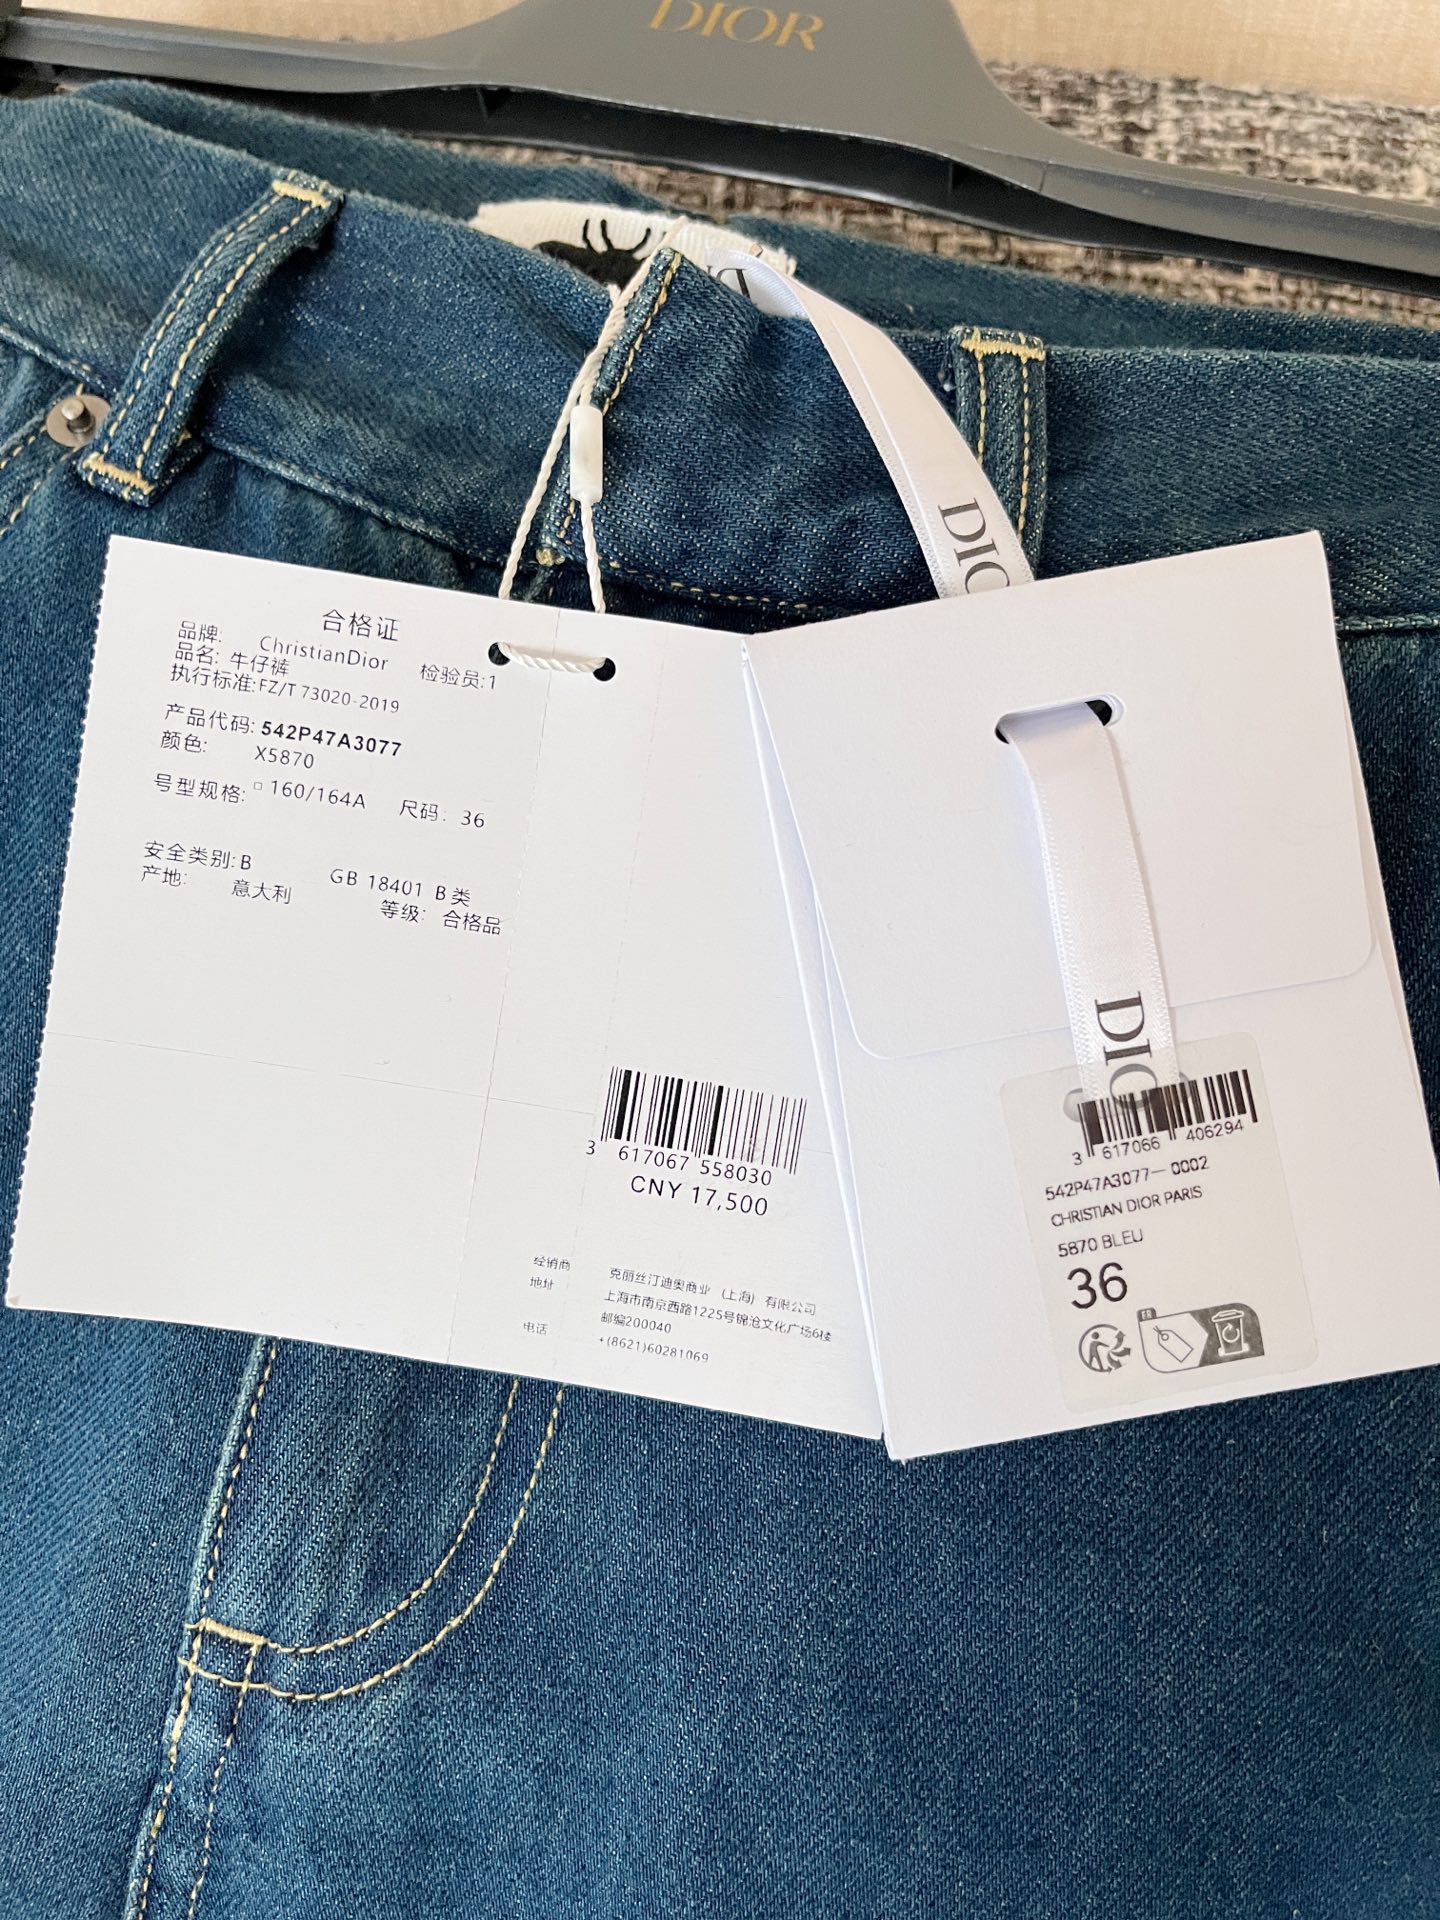 DIOR
DIO
合格证
品牌: ChristianDior
品名: 牛仔裤 检验员:1
执行标准:FZ/T 73020-2019
产品代码: 542P47A3077
颜色: X5870
号型规格: 160/164A 尺码: 36
安全类别:B GB 18401 B类
产地: 意大利 等级: 合格品
3 617067 558030
CNY 17,500
经销商 克丽丝汀迪奥商业（上海）有限公司
地址 上海市南京西路1225号锦沧文化广场6楼
邮编200040
电话 +(8621)60281069
DIO
3 617066 406294
542P47A3077-0002
CHRISTIAN DIOR PARIS
5870 BLEU
36
FR